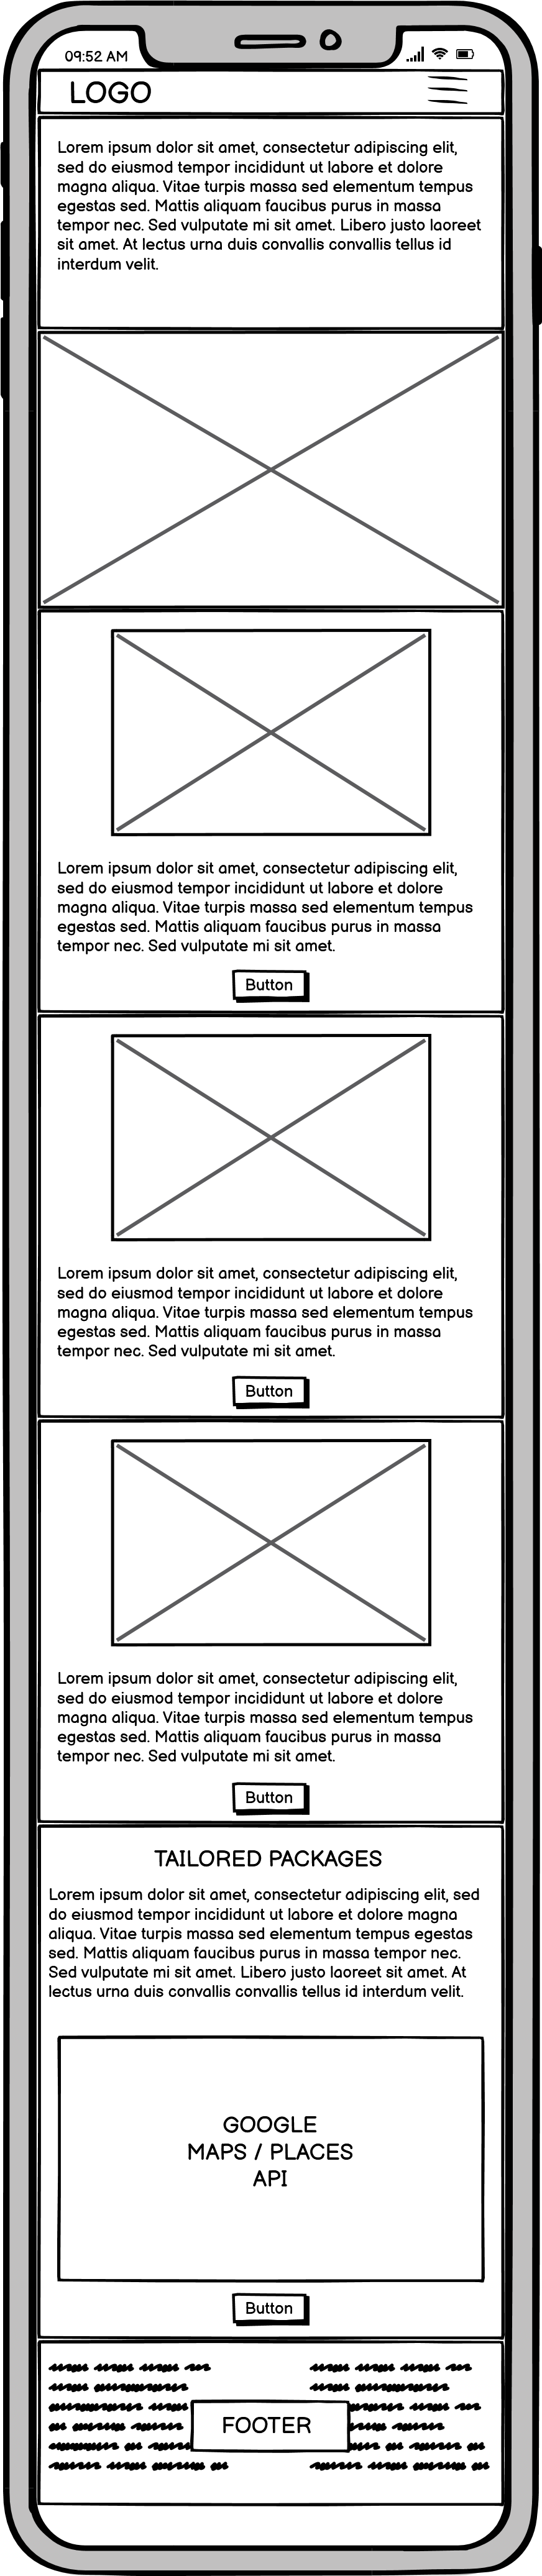 09:52 AM
LOGO
Lorem ipsum dolor sit amet, consectetur adipiscing elit,
sed do eiusmod tempor incididunt ut labore et dolore
magna aliqua. Vitae turpis massa sed elementum tempus
egestas sed. Mattis aliquam faucibus purus in massa
tempor nec. Sed vulputate mi sit amet. Libero justo laoreet
sit amet. At lectus urna duis convallis convallis tellus id
interdum velit.
Lorem ipsum dolor sit amet, consectetur adipiscing elit,
sed do eiusmod tempor incididunt ut labore et dolore
magna aliqua. Vitae turpis massa sed elementum tempus
egestas sed. Mattis aliquam faucibus purus in massa
tempor nec. Sed vulputate mi sit amet.
Button
Lorem ipsum dolor sit amet, consectetur adipiscing elit,
sed do eiusmod tempor incididunt ut labore et dolore
magna aliqua. Vitae turpis massa sed elementum tempus
egestas sed. Mattis aliquam faucibus purus in massa
tempor nec. Sed vulputate mi sit amet.
Button
Lorem ipsum dolor sit amet, consectetur adipiscing elit,
sed do eiusmod tempor incididunt ut labore et dolore
magna aliqua. Vitae turpis massa sed elementum tempus
egestas sed. Mattis aliquam faucibus purus in massa
tempor nec. Sed vulputate mi sit amet.
Button
TAILORED PACKAGES
Lorem ipsum dolor sit amet, consectetur adipiscing elit, sed
do eiusmod tempor incididunt ut labore et dolore magna
aliqua. Vitae turpis massa sed elementum tempus egestas
sed. Mattis aliquam faucibus purus in massa tempor nec.
Sed vulputate mi sit amet. Libero justo laoreet sit amet. At
lectus urna duis convallis convallis tellus id interdum velit.
GOOGLE
MAPS / PLACES
API
Button
FOOTER